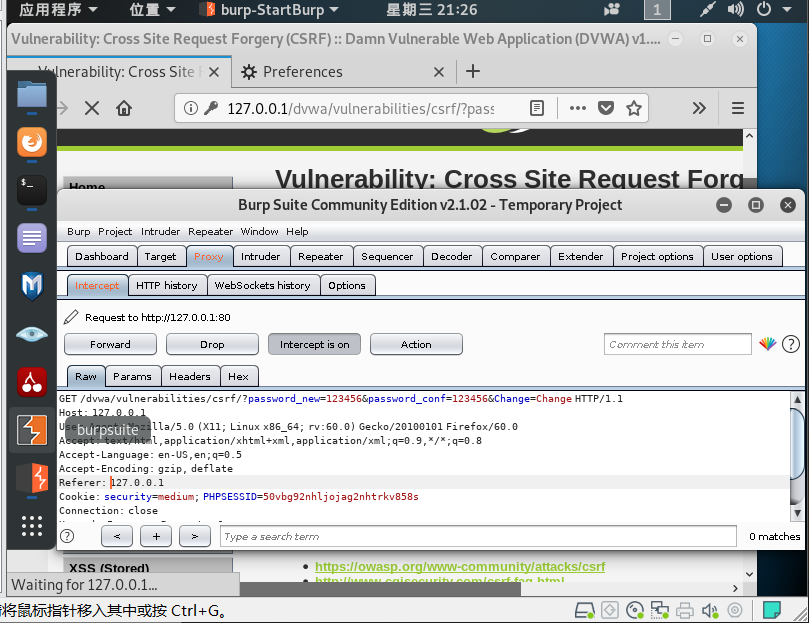 应用程序 位置 burp-StartBurp 星期三 21:26 1
Vulnerability: Cross Site Request Forgery (CSRF) :: Damn Vulnerable Web Application (DVWA) v1....
Vulnerability: Cross Site Preferences
127.0.0.1/dvwa/vulnerabilities/csrf/?pass
Vulnerability: Cross Site Request Forg
Home
Burp Suite Community Edition v2.1.02 - Temporary Project
Burp Project Intruder Repeater Window Help
Dashboard Target Proxy Intruder Repeater Sequencer Decoder Comparer Extender Project options User options
Intercept HTTP history WebSockets history Options
Request to http://127.0.0.1:80
Forward Drop Intercept is on Action Comment this item
Raw Params Headers Hex
GET /dvwa/vulnerabilities/csrf/?password_new=123456&password_conf=123456&Change=Change HTTP/1.1
Host: 127.0.0.1
Mozilla/5.0 (X11; Linux x86_64; rv:60.0) Gecko/20100101 Firefox/60.0
burpsuite
Accept: text/html,application/xhtml+xml,application/xml;q=0.9,*/*;q=0.8
Accept-Language: en-US,en;q=0.5
Accept-Encoding: gzip, deflate
Referer: 127.0.0.1
Cookie: security=medium; PHPSESSID=50vbg92nhljojag2nhtrkv858s
Connection: close
< + > Type a search term 0 matches
XSS (Stored) https://owasp.org/www-community/attacks/csrf
http://www.cgisecurity.com/csrf-faq.html
Waiting for 127.0.0.1...
将鼠标指针移入其中或按 Ctrl+G。